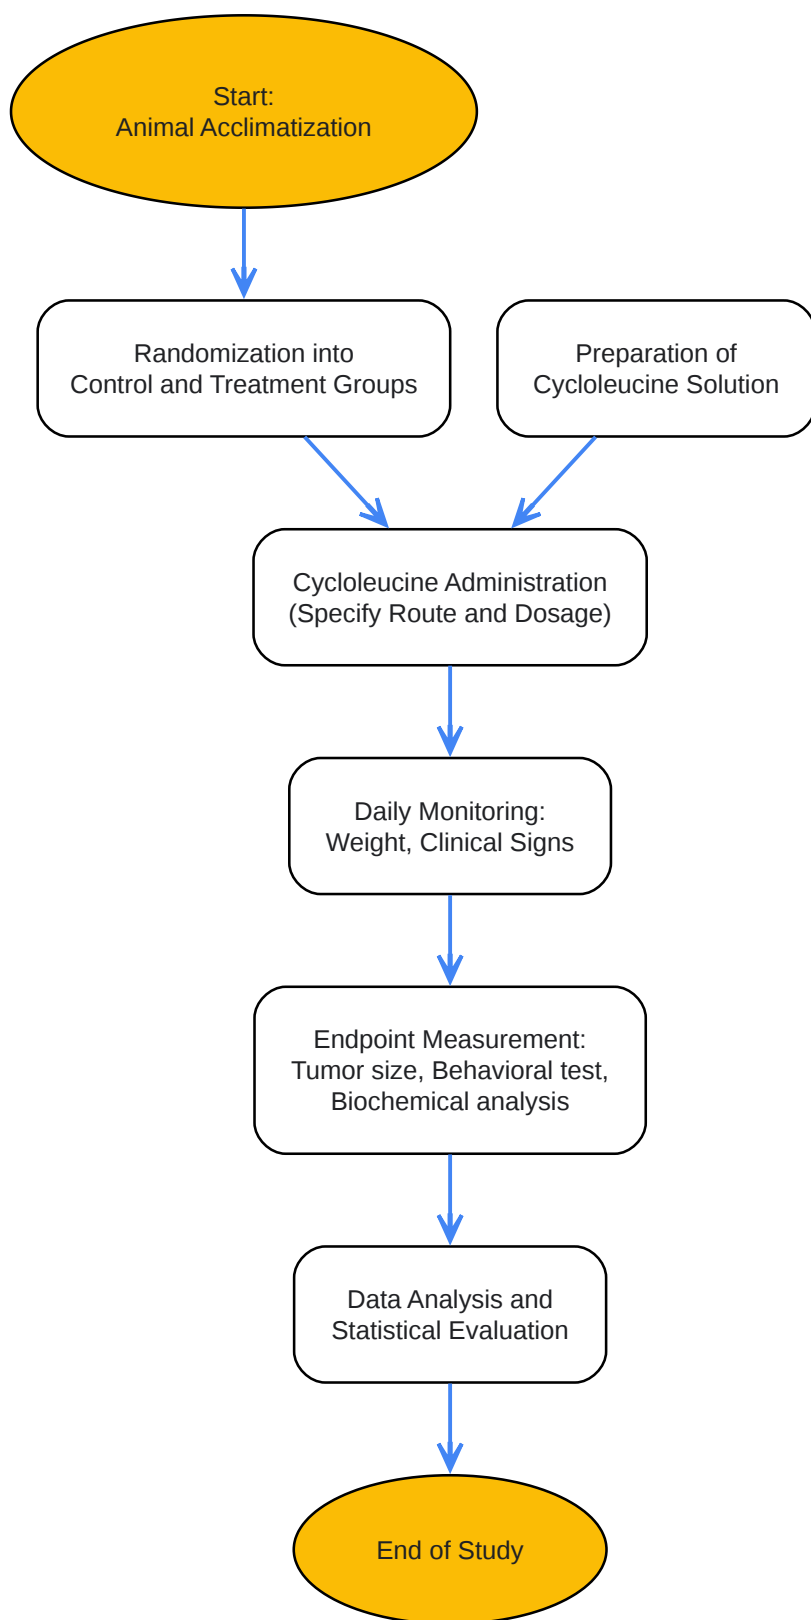 Start:
Animal Acclimatization
Randomization into
Control and Treatment Groups
Preparation of
Cycloleucine Solution
Cycloleucine Administration
(Specify Route and Dosage)
Daily Monitoring:
Weight, Clinical Signs
Endpoint Measurement:
Tumor size, Behavioral test,
Biochemical analysis
Data Analysis and
Statistical Evaluation
End of Study